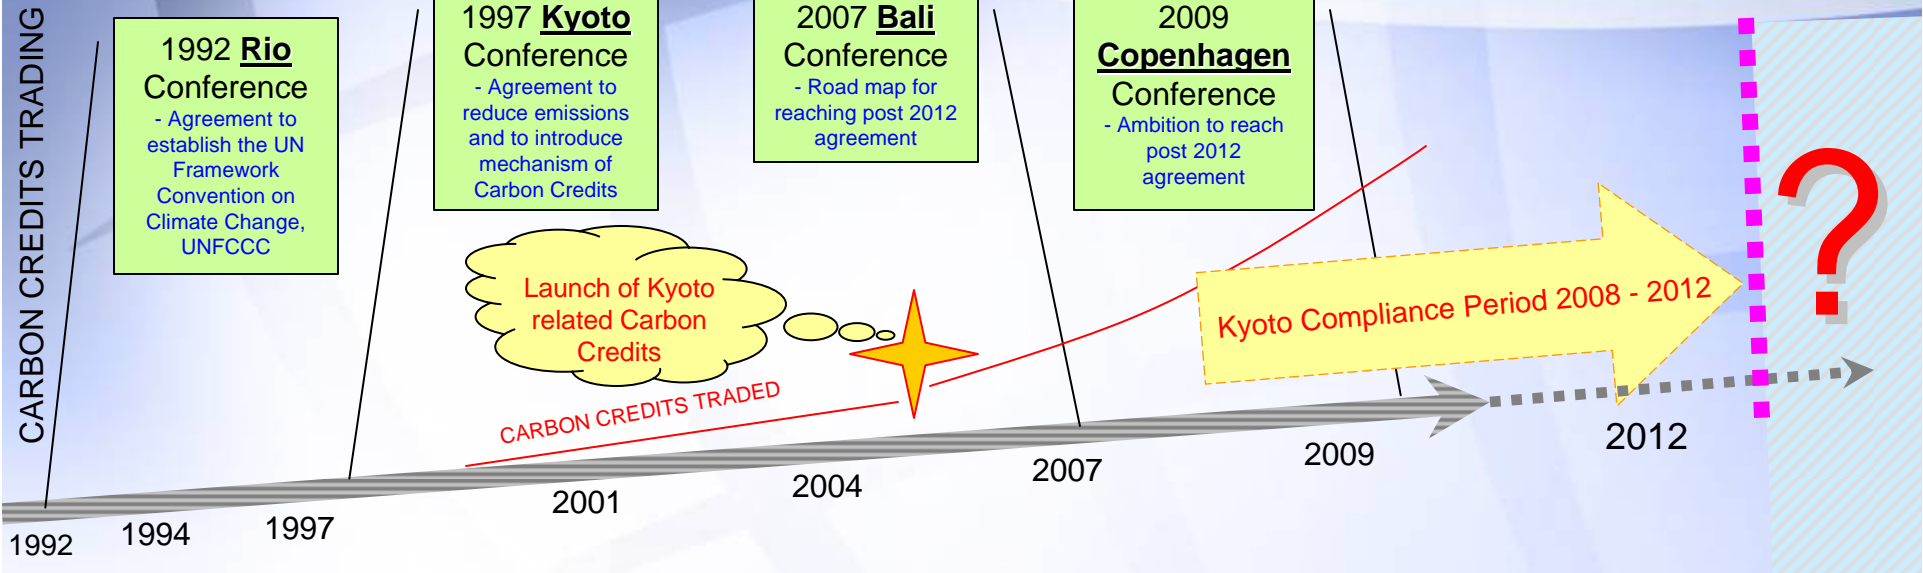 CARBON CREDITS TRADING
1992 Rio
Conference
- Agreement to
establish the UN
Framework
Convention on
Climate Change,
UNFCCC
1997 Kyoto
Conference
- Agreement to
reduce emissions
and to introduce
mechanism of
Carbon Credits
2007 Bali
Conference
- Road map for
reaching post 2012
agreement
2009
Copenhagen
Conference
- Ambition to reach
post 2012
agreement
Launch of Kyoto
related Carbon
Credits
CARBON CREDITS TRADED
Kyoto Compliance Period 2008 - 2012
?
1992
1994
1997
2001
2004
2007
2009
2012